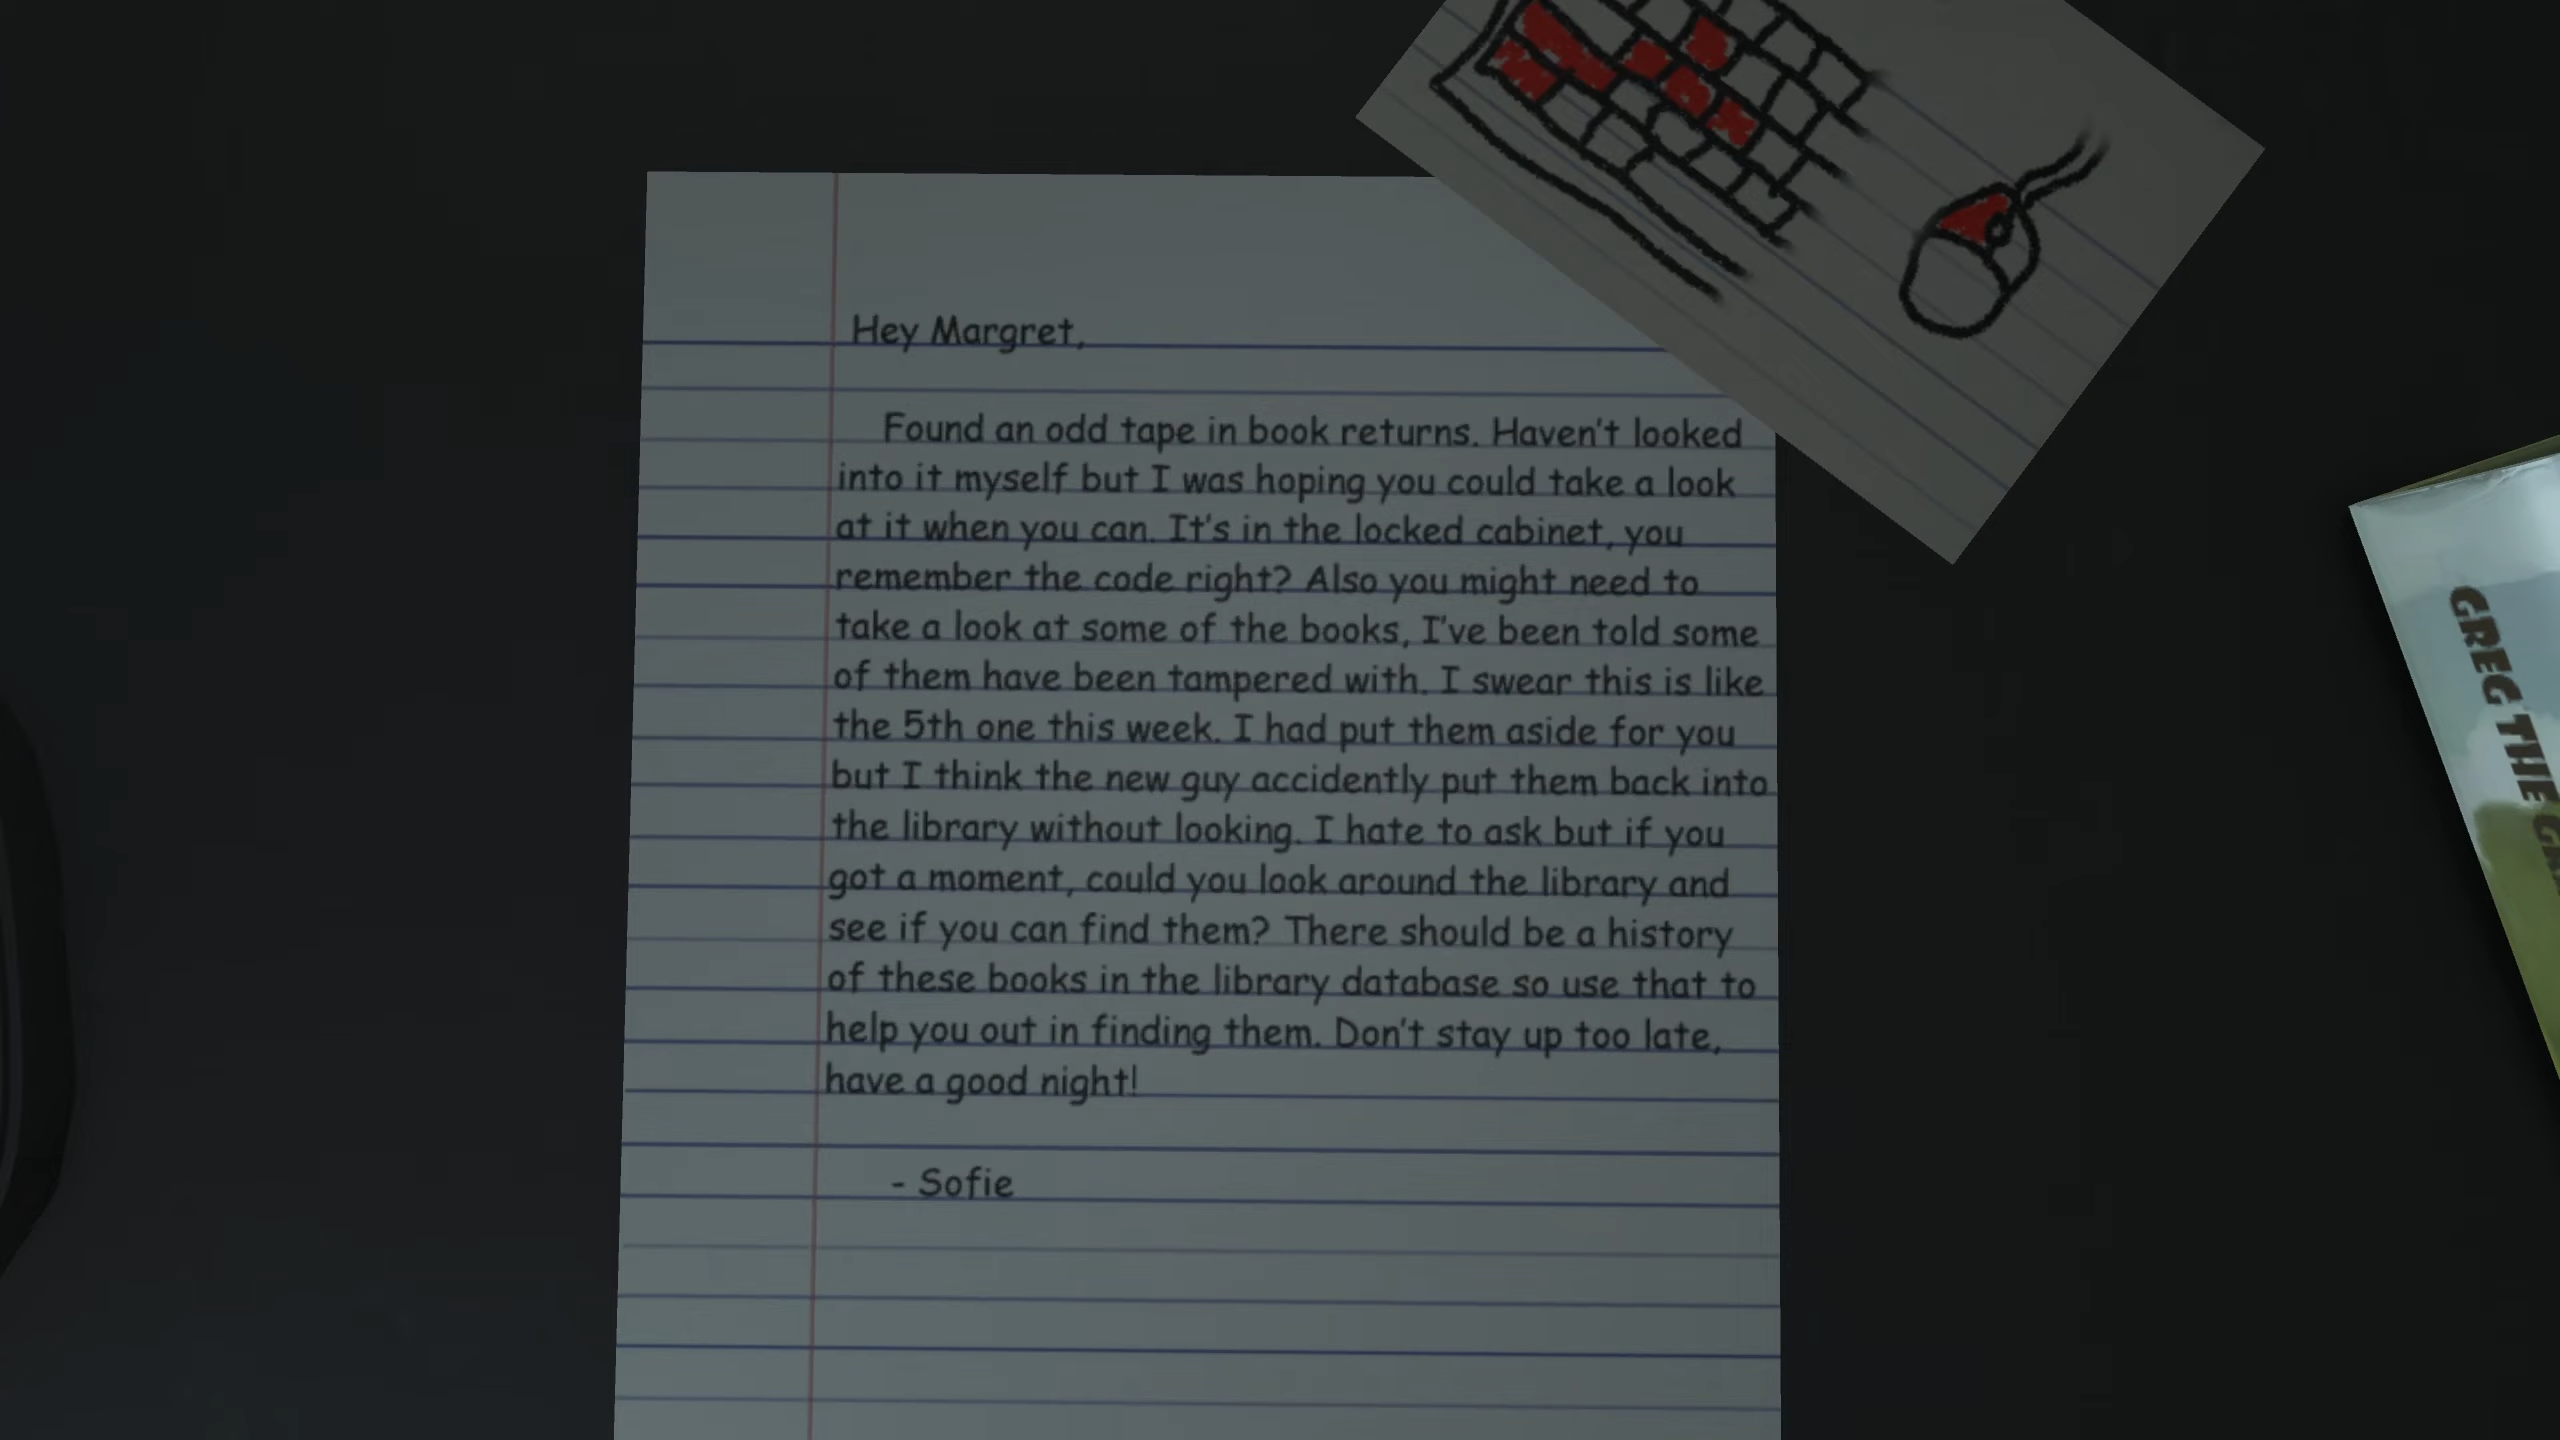 Hey Margret,
Found an odd tape in book returns. Haven't looked
into it myself but I was hoping you could take a look
at it when you can. It's in the locked cabinet, you
remember the code right? Also you might need to
take a look at some of the books, I've been told some
of them have been tampered with. I swear this is like
the 5th one this week. I had put them aside for you
but I think the new guy accidently put them back into
the library without looking. I hate to ask but if you
got a moment, could you look around the library and
see if you can find them? There should be a history
of these books in the library database so use that to
help you out in finding them. Don't stay up too late,
have a good night!
- Sofie
GREG THE